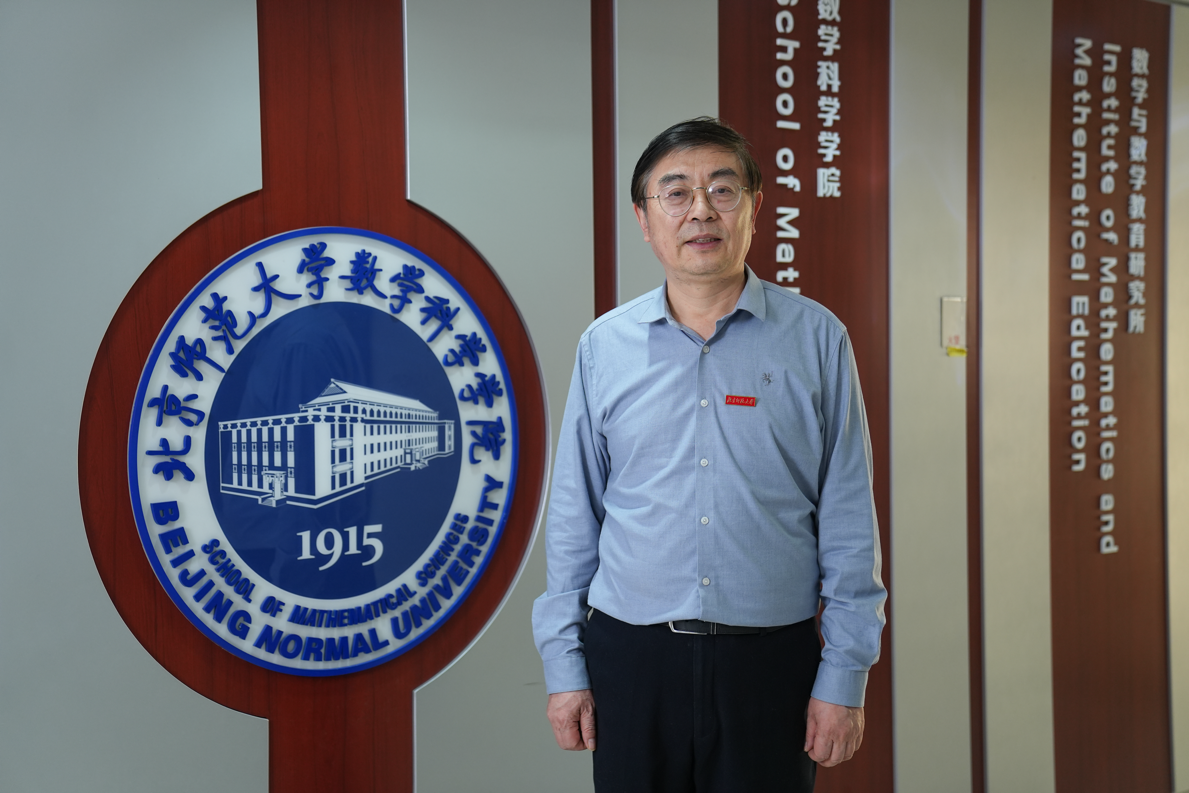 北京师范大学数学科学学院
1915
SCHOOL OF MATHEMATICAL SCIENCES
BEIJING NORMAL UNIVERSITY
数学科学学院
School of Mat
数学与数学教育研究所
Institute of Mathematics and
Mathematical Education